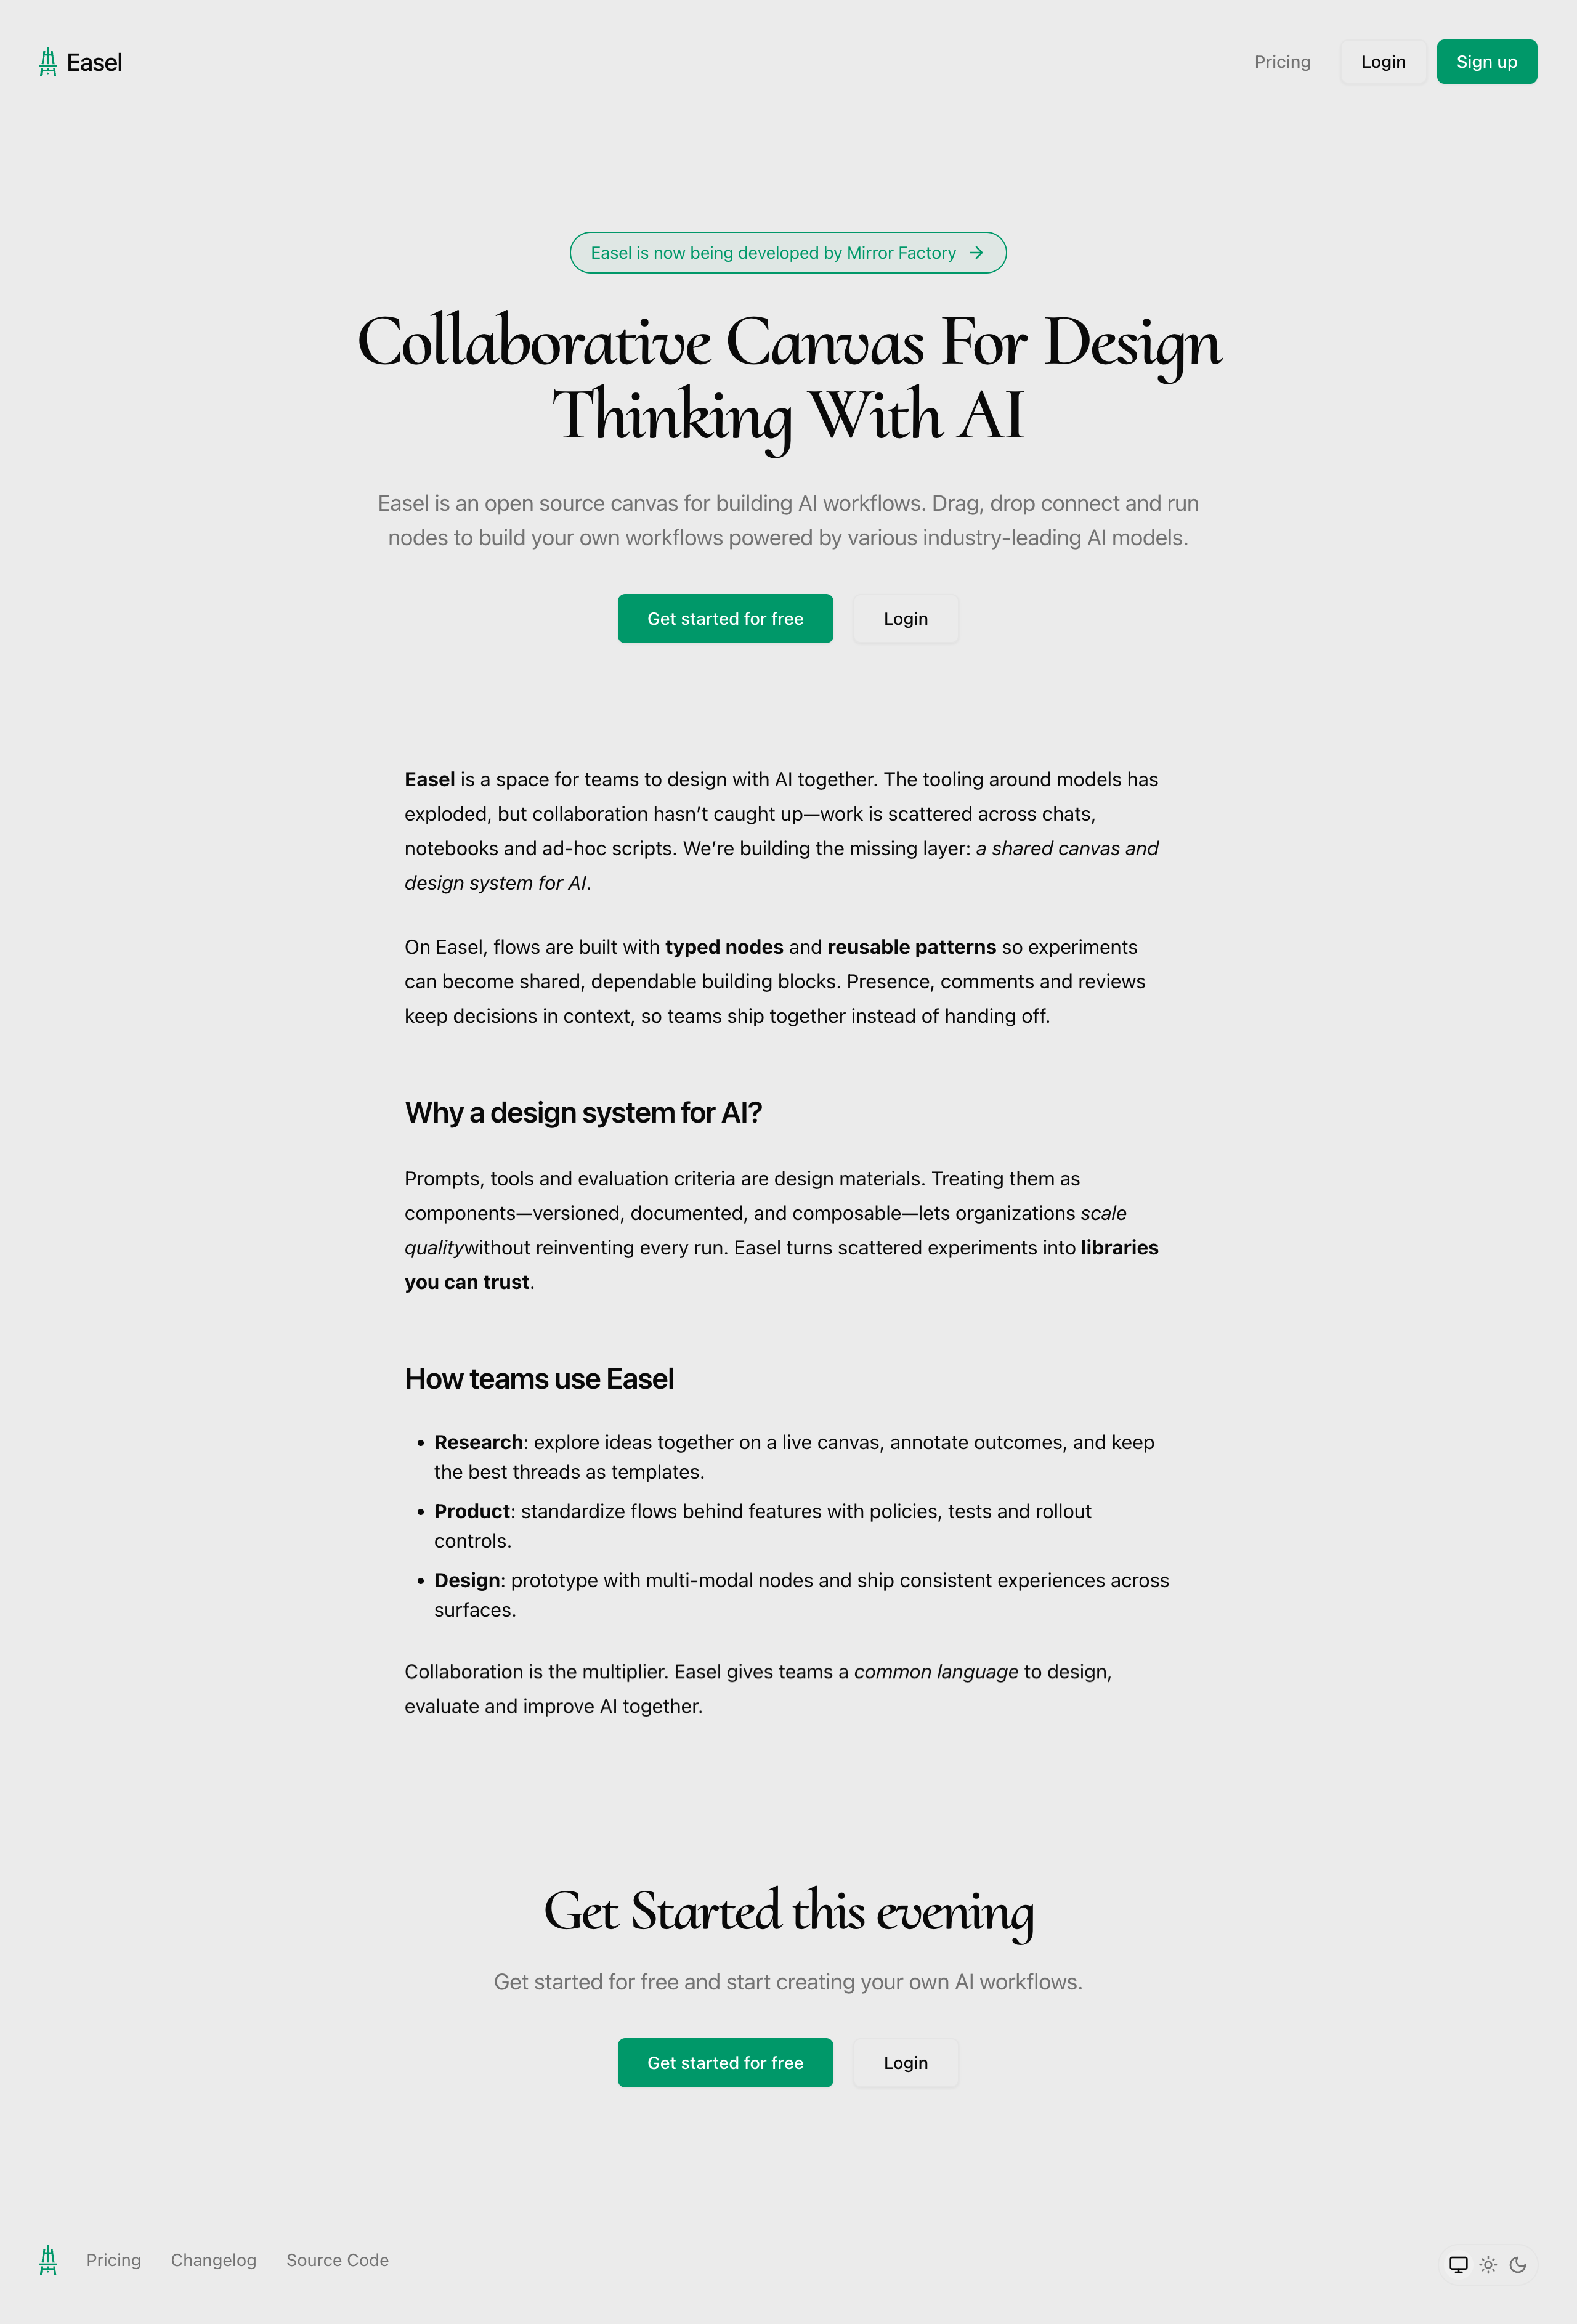 Easel
Pricing
Login
Sign up
Easel is now being developed by Mirror Factory
Collaborative Canvas For Design
Thinking With AI
Easel is an open source canvas for building AI workflows. Drag, drop connect and run
nodes to build your own workflows powered by various industry-leading AI models.
Get started for free
Login
Easel is a space for teams to design with AI together. The tooling around models has
exploded, but collaboration hasn’t caught up—work is scattered across chats,
notebooks and ad-hoc scripts. We’re building the missing layer: a shared canvas and
design system for AI.
On Easel, flows are built with typed nodes and reusable patterns so experiments
can become shared, dependable building blocks. Presence, comments and reviews
keep decisions in context, so teams ship together instead of handing off.
Why a design system for AI?
Prompts, tools and evaluation criteria are design materials. Treating them as
components—versioned, documented, and composable—lets organizations scale
qualitywithout reinventing every run. Easel turns scattered experiments into libraries
you can trust.
How teams use Easel
• Research: explore ideas together on a live canvas, annotate outcomes, and keep
the best threads as templates.
• Product: standardize flows behind features with policies, tests and rollout
controls.
• Design: prototype with multi-modal nodes and ship consistent experiences across
surfaces.
Collaboration is the multiplier. Easel gives teams a common language to design,
evaluate and improve AI together.
Get Started this evening
Get started for free and start creating your own AI workflows.
Get started for free
Login
Pricing
Changelog
Source Code